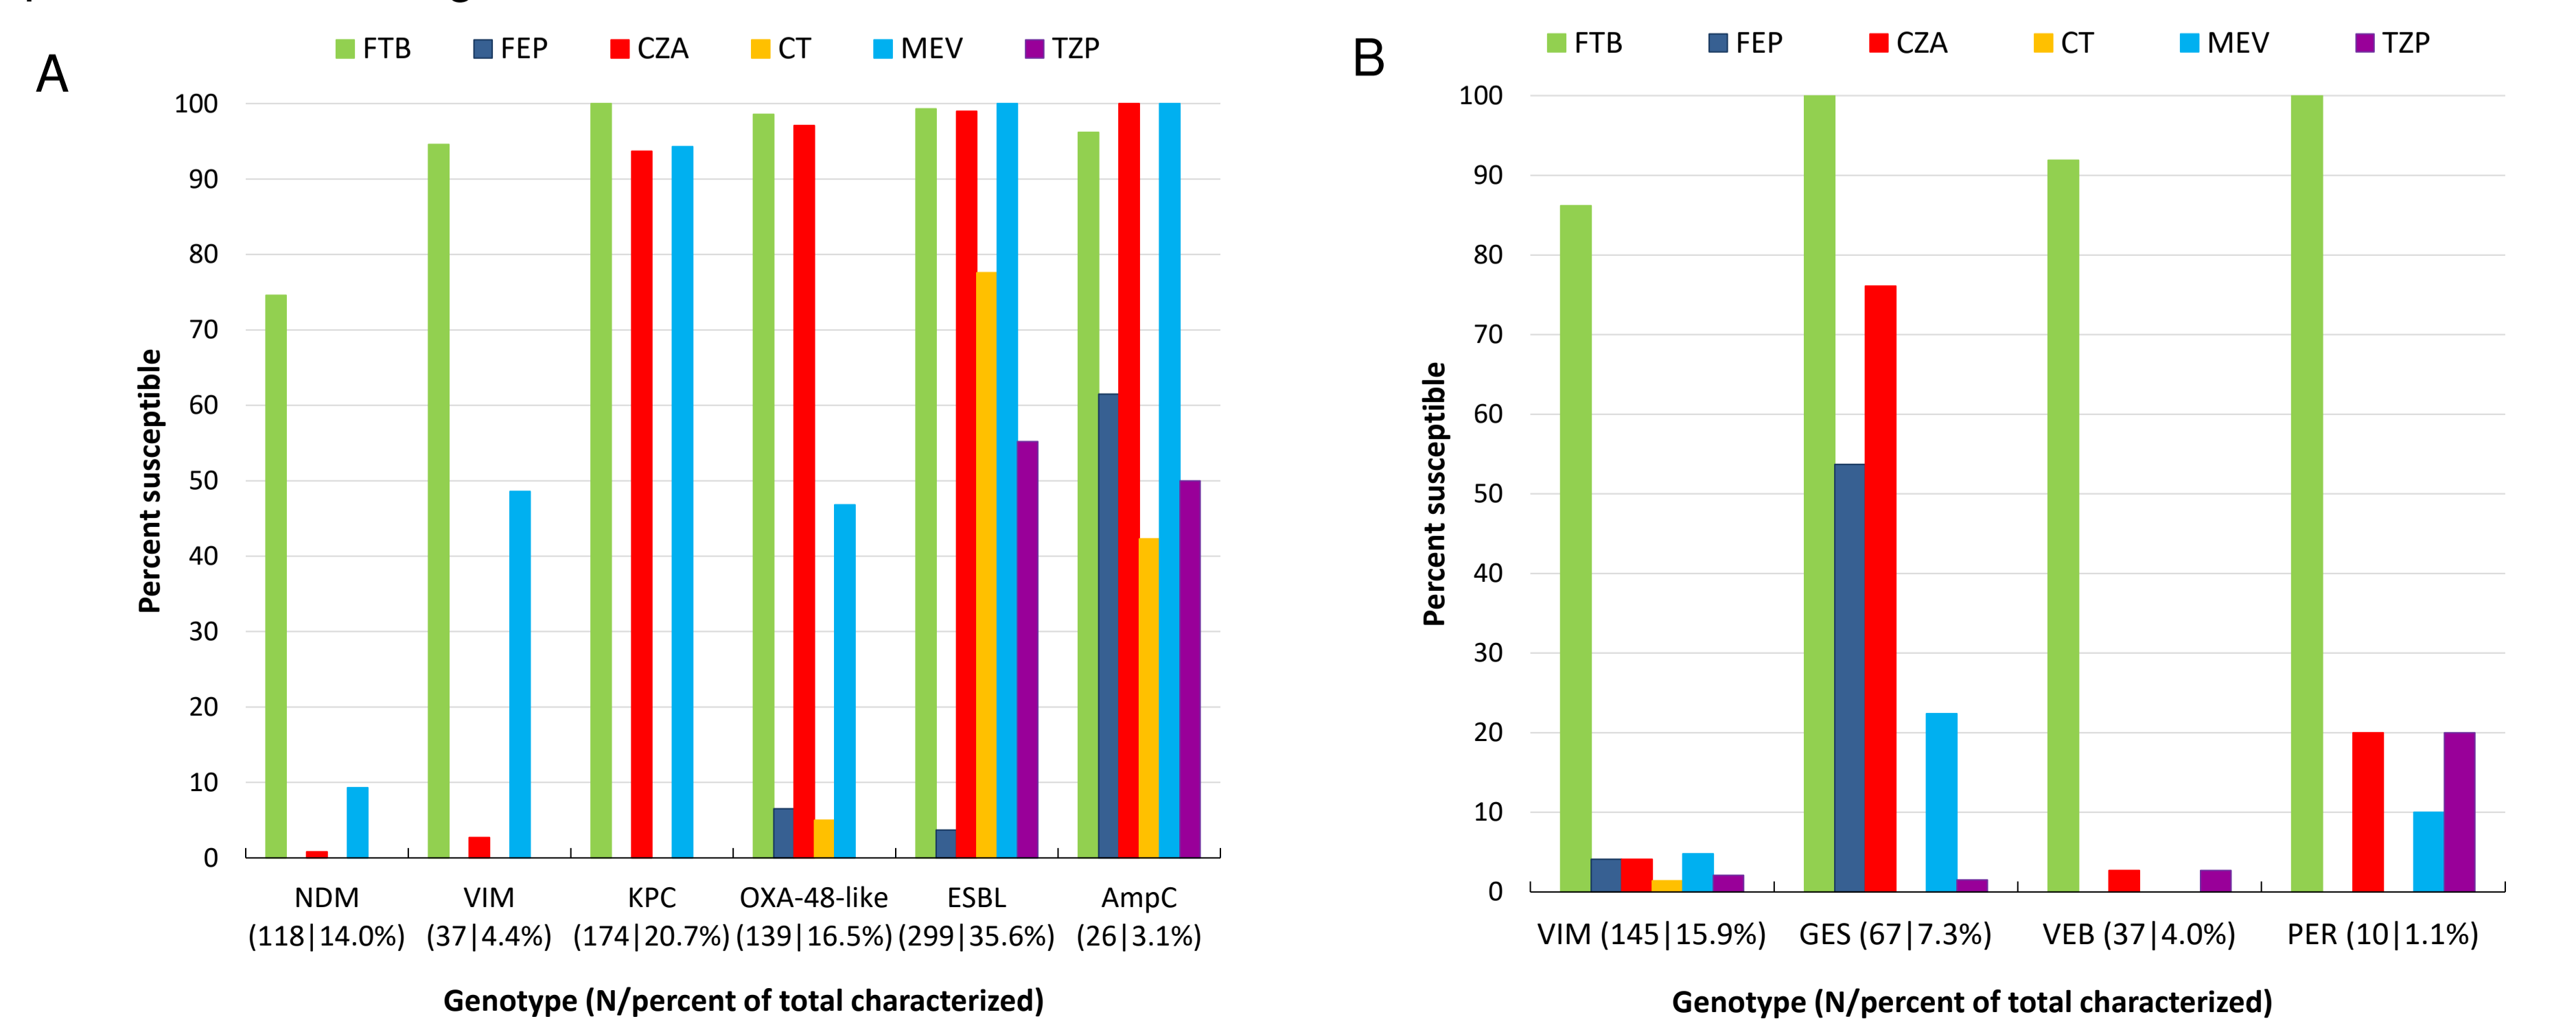 A
FTB FEP CZA CT MEV TZP
100
90
80
70
60
50
40
30
20
10
0
Percent susceptible
NDM VIM KPC OXA-48-like ESBL AmpC
(118|14.0%) (37|4.4%) (174|20.7%) (139|16.5%) (299|35.6%) (26|3.1%)
Genotype (N/percent of total characterized)
B
FTB FEP CZA CT MEV TZP
100
90
80
70
60
50
40
30
20
10
0
Percent susceptible
VIM (145|15.9%) GES (67|7.3%) VEB (37|4.0%) PER (10|1.1%)
Genotype (N/percent of total characterized)